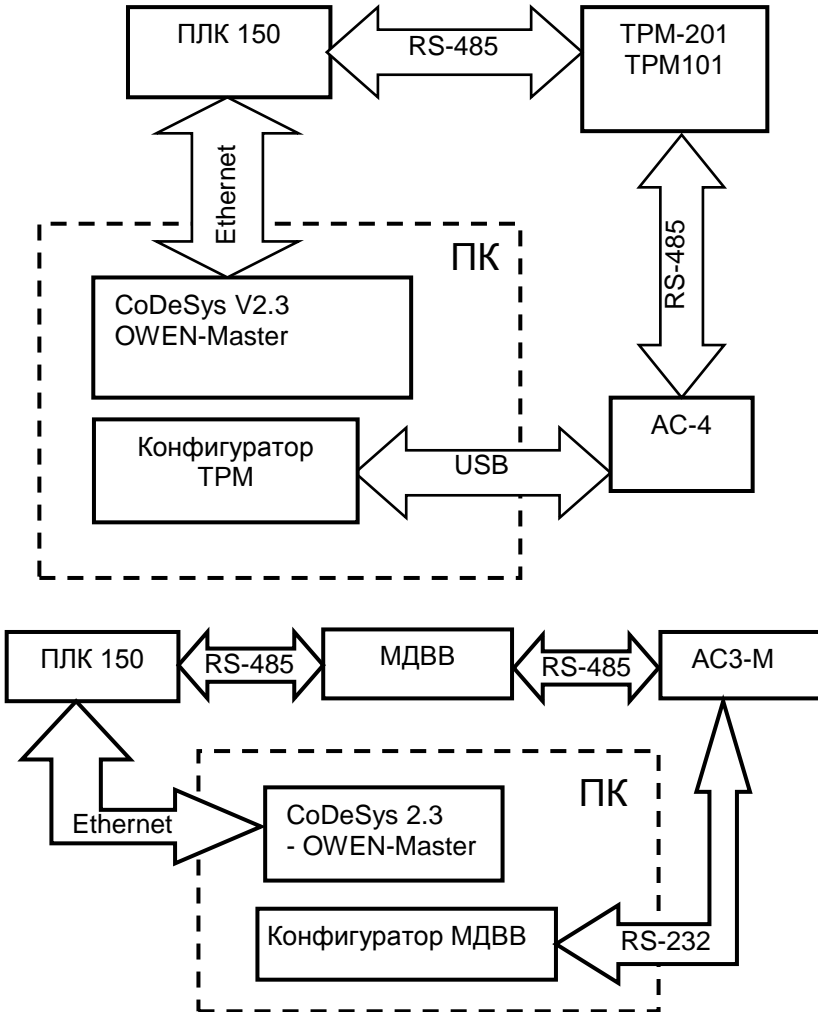 ПЛК 150
RS-485
ТРМ-201
ТРМ101
Ethernet
ПК
RS-485
CoDeSys V2.3
OWEN-Master
Конфигуратор
ТРМ
USB
АС-4
ПЛК 150
RS-485
МДВВ
RS-485
АС3-М
ПК
Ethernet
CoDeSys 2.3
- OWEN-Master
Конфигуратор МДВВ
RS-232